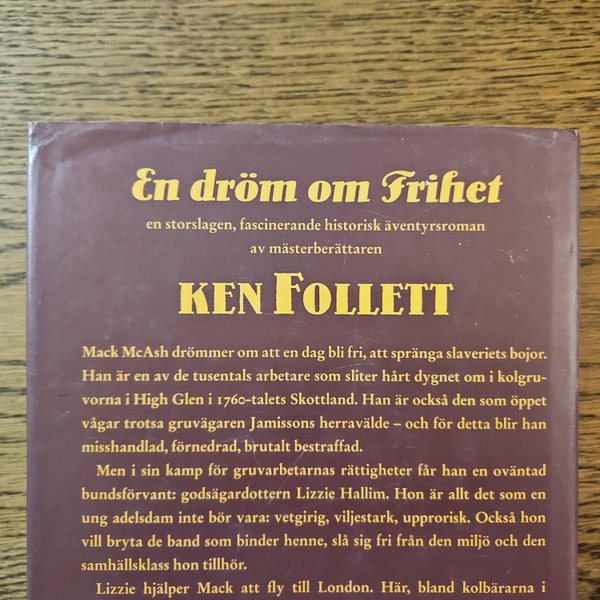 En dröm om Frihet
en storslagen, fascinerande historisk äventyrsroman
av mästerberättaren
KEN FOLLETT
Mack McAsh drömmer om att en dag bli fri, att spränga slaveriets bojor.
Han är en av de tusentals arbetare som sliter hårt dygnet om i kolgru-
vorna i High Glen i 1760-talets Skottland. Han är också den som öppet
vågar trotsa gruvägaren Jamissons herravälde – och för detta blir han
misshandlad, förnedrad, brutalt bestraffad.
Men i sin kamp för gruvarbetarnas rättigheter får han en oväntad
bundsförvant: godsägardottern Lizzie Hallim. Hon är allt det som en
ung adelsdam inte bör vara: vetgirig, viljestark, upprorisk. Också hon
vill bryta de band som binder henne, slå sig fri från den miljö och den
samhällsklass hon tillhör.
Lizzie hjälper Mack att fly till London. Här, bland kolbärarna i